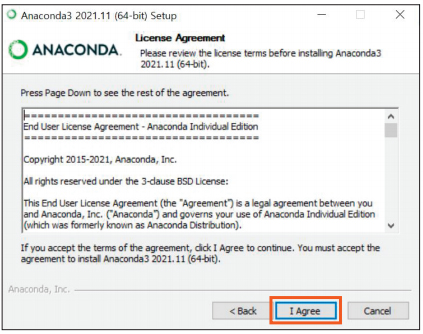 Anaconda3 2021.11 (64-bit) Setup
ANACONDA.
License Agreement
Please review the license terms before installing Anaconda3
2021.11 (64-bit).
Press Page Down to see the rest of the agreement.
====================================
End User License Agreement - Anaconda Individual Edition
====================================
Copyright 2015-2021, Anaconda, Inc.
All rights reserved under the 3-clause BSD License:
This End User License Agreement (the "Agreement") is a legal agreement between you
and Anaconda, Inc. ("Anaconda") and governs your use of Anaconda Individual Edition
(which was formerly known as Anaconda Distribution).
If you accept the terms of the agreement, click I Agree to continue. You must accept the
agreement to install Anaconda3 2021.11 (64-bit).
Anaconda, Inc.
< Back
I Agree
Cancel